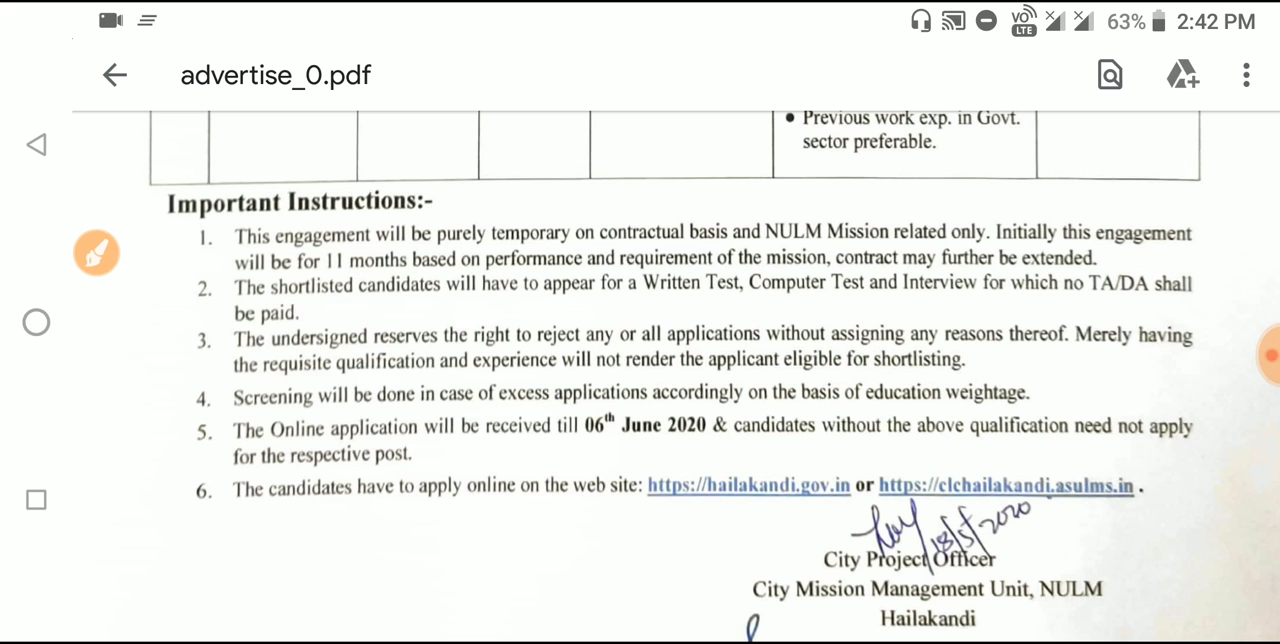 VO)) 63% 2:42 PM
LTE
advertise_0.pdf
• Previous work exp. in Govt.
sector preferable.
Important Instructions:-
1. This engagement will be purely temporary on contractual basis and NULM Mission related only. Initially this engagement
will be for 11 months based on performance and requirement of the mission, contract may further be extended.
2. The shortlisted candidates will have to appear for a Written Test, Computer Test and Interview for which no TA/DA shall
be paid.
3. The undersigned reserves the right to reject any or all applications without assigning any reasons thereof. Merely having
the requisite qualification and experience will not render the applicant eligible for shortlisting.
4. Screening will be done in case of excess applications accordingly on the basis of education weightage.
5. The Online application will be received till 06th June 2020 & candidates without the above qualification need not apply
for the respective post.
6. The candidates have to apply online on the web site: https://hailakandi.gov.in or https://clchailakandi.asulms.in .
18/5/2020
City Project Officer
City Mission Management Unit, NULM
Hailakandi